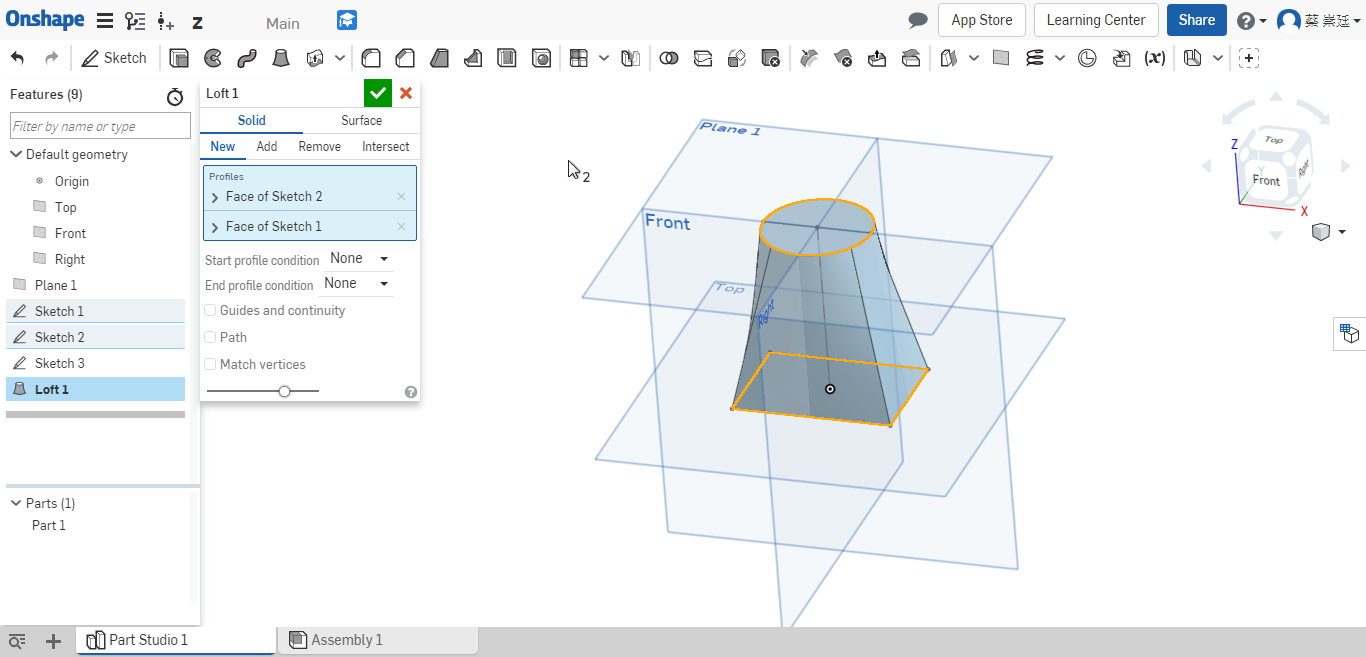 Onshape z Main App Store Learning Center Share 蔡 崇廷
Sketch (x)
Features (9)
Filter by name or type
Default geometry
Origin
Top
Front
Right
Plane 1
Sketch 1
Sketch 2
Sketch 3
Loft 1
Parts (1)
Part 1
Loft 1
Solid Surface
New Add Remove Intersect
Profiles
Face of Sketch 2
Face of Sketch 1
Start profile condition None
End profile condition None
Guides and continuity
Path
Match vertices
2
Plane 1
Front
Top
Right
Z
Top
Y
Front
Right
X
Part Studio 1 Assembly 1